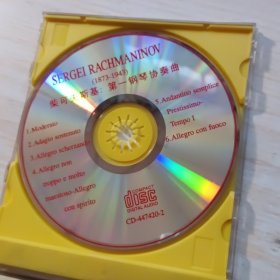 SERGEI RACHMANINOV
(1873-1943)
柴可夫斯基:第一钢琴协奏曲
1.Moderato
2.Adagio sostenuto
3.Allegro scherzando
4.Allegro non
troppo e molto
maestoso-Allegro
con spirito
5.Andantino semplice
Prestissimo-
Tempo I
6.Allegro con fuoco
COMPACT
disc
DIGITAL AUDIO
CD-447420-2